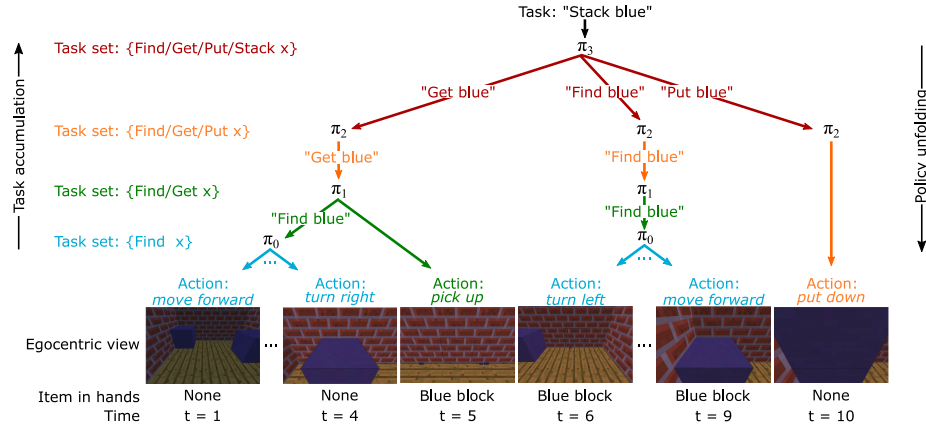 Task: "Stack blue"
Task set: {Find/Get/Put/Stack x}
π3
"Get blue" "Find blue" "Put blue"
Task accumulation
Policy unfolding
Task set: {Find/Get/Put x}
π2 π2 π2
"Get blue" "Find blue"
Task set: {Find/Get x}
π1 π1
"Find blue" "Find blue"
Task set: {Find x}
π0 π0
... ...
Action: Action: Action: Action: Action: Action:
move forward turn right pick up turn left move forward put down
Egocentric view ... ...
Item in hands None None Blue block Blue block Blue block None
Time t = 1 t = 4 t = 5 t = 6 t = 9 t = 10